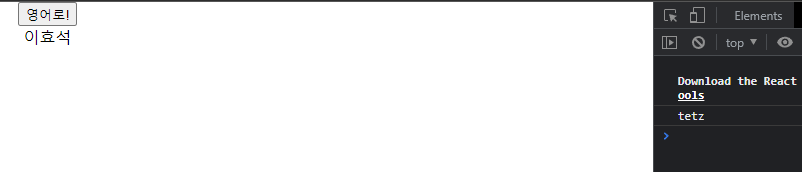 영어로!
이효석
Elements
top
Download the React
ools
tetz